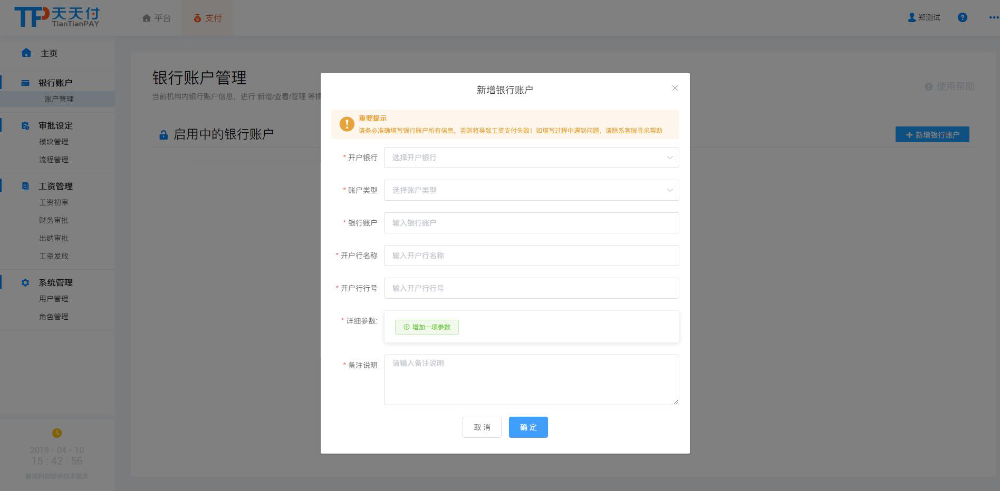 TP 天天付
TianTianPAY
平台
支付
郑测试
主页
银行账户
账户管理
审批设定
模块管理
流程管理
工资管理
工资初审
财务审批
出纳审批
工资发放
系统管理
用户管理
角色管理
2019 - 04 - 10
15 : 42 : 56
智诚科创提供技术服务
银行账户管理
当前机构内银行账户信息，进行 新增/查看/管理 等操
使用帮助
启用中的银行账户
新增银行账户
新增银行账户
重要提示
请务必准确填写银行账户所有信息，否则将导致工资支付失败！如填写过程中遇到问题，请联系客服寻求帮助
* 开户银行 选择开户银行
* 账户类型 选择账户类型
* 银行账户 输入银行账户
* 开户行名称 输入开户行名称
* 开户行行号 输入开户行行号
* 详细参数: 增加一项参数
* 备注说明 请输入备注说明
取 消
确 定